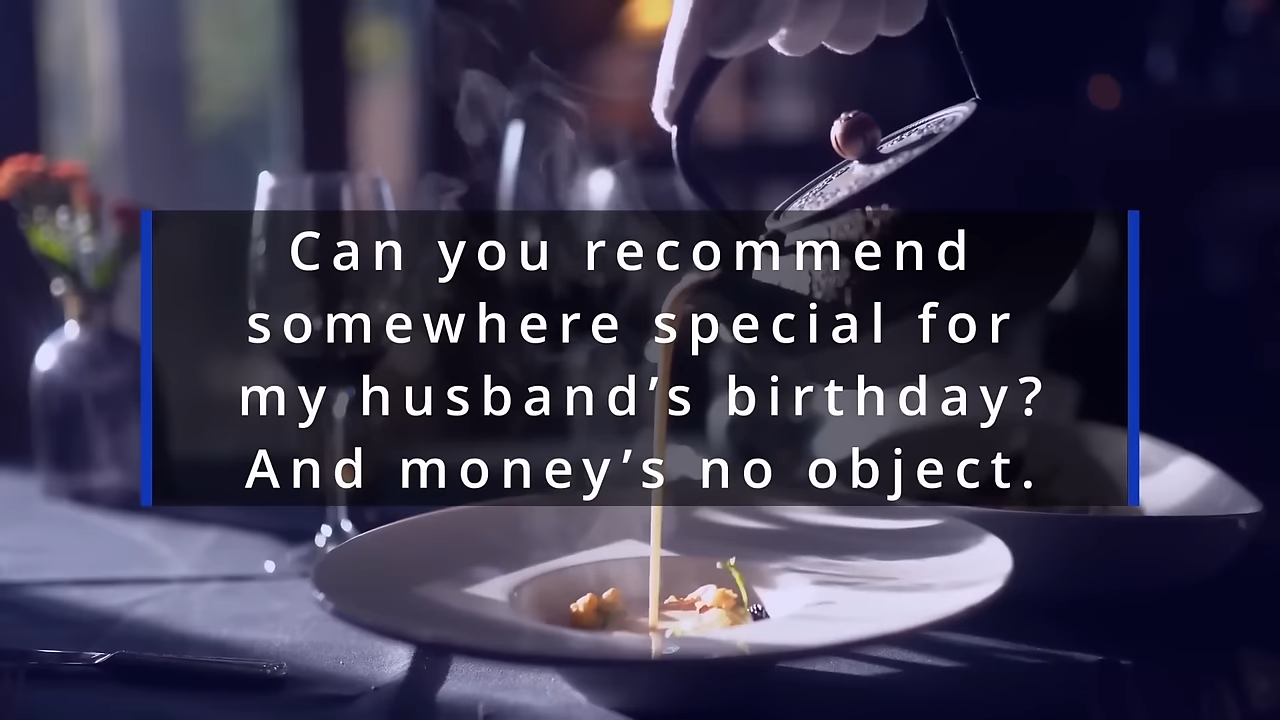 Can you recommend
somewhere special for
my husband’s birthday?
And money’s no object.